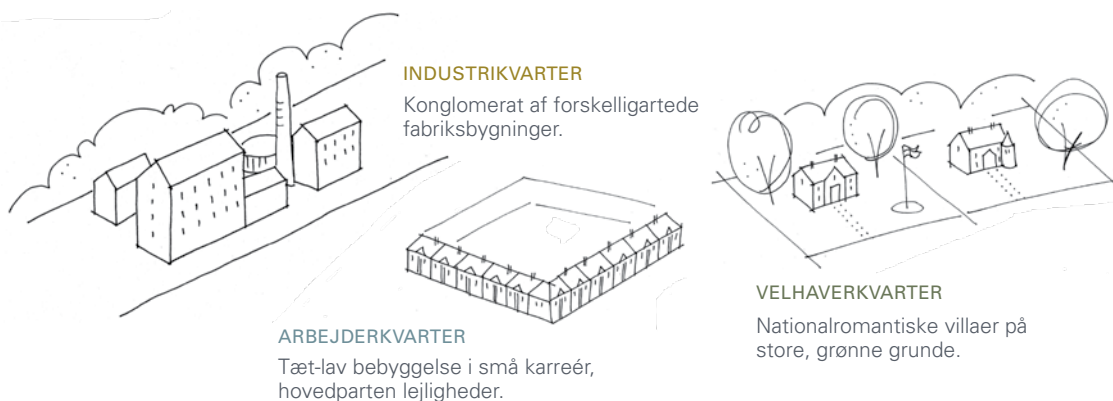 INDUSTRIKVARTER
Konglomerat af forskelligartede
fabriksbygninger.
ARBEJDERKVARTER
Tæt-lav bebyggelse i små karreér,
hovedparten lejligheder.
VELHAVERKVARTER
Nationalromantiske villaer på
store, grønne grunde.